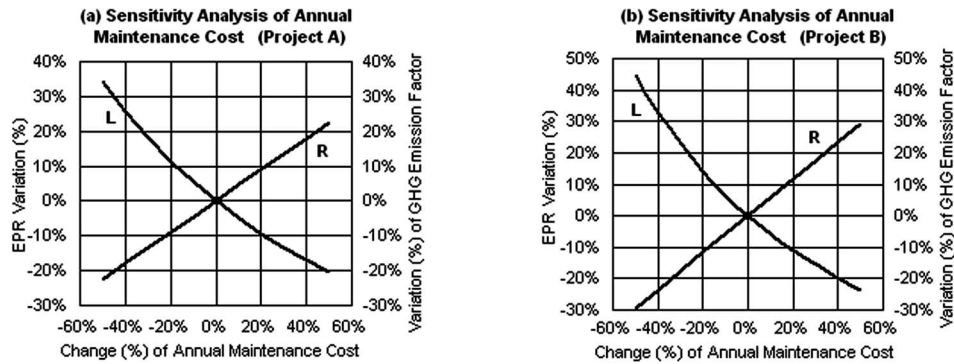 (a) Sensitivity Analysis of Annual
Maintenance Cost (Project A)
40%
30%
20%
10%
0%
-10%
-20%
-30%
EPR Variation (%)
L
R
40%
30%
20%
10%
0%
-10%
-20%
-30%
Variation (%) of GHG Emission Factor
-60% -40% -20% 0% 20% 40% 60%
Change (%) of Annual Maintenance Cost
(b) Sensitivity Analysis of Annual
Maintenance Cost (Project B)
50%
40%
30%
20%
10%
0%
-10%
-20%
-30%
EPR Variation (%)
L
R
50%
40%
30%
20%
10%
0%
-10%
-20%
-30%
Variation (%) of GHG Emission Factor
-60% -40% -20% 0% 20% 40% 60%
Change (%) of Annual Maintenance Cost